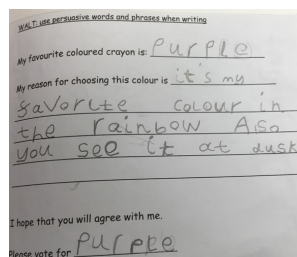 WALT: use persuasive words and phrases when writing
My favourite coloured crayon is: Purple
My reason for choosing this colour is it's my
favorite colour in
the rainbow Also
you see it at dusk
I hope that you will agree with me.
Please vote for Purple